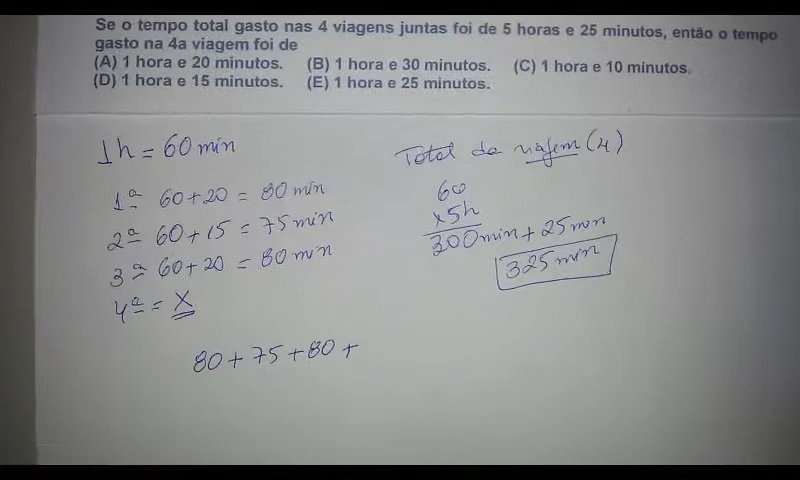 Se o tempo total gasto nas 4 viagens juntas foi de 5 horas e 25 minutos, então o tempo
gasto na 4a viagem foi de
(A) 1 hora e 20 minutos. (B) 1 hora e 30 minutos. (C) 1 hora e 10 minutos.
(D) 1 hora e 15 minutos. (E) 1 hora e 25 minutos.
1h = 60 min
1ª 60+20 = 80 min
2ª 60+15 = 75 min
3ª 60+20 = 80 min
4ª = X
80+75+80+
Total de viajem (4)
60
x5h
300min + 25min
325 min